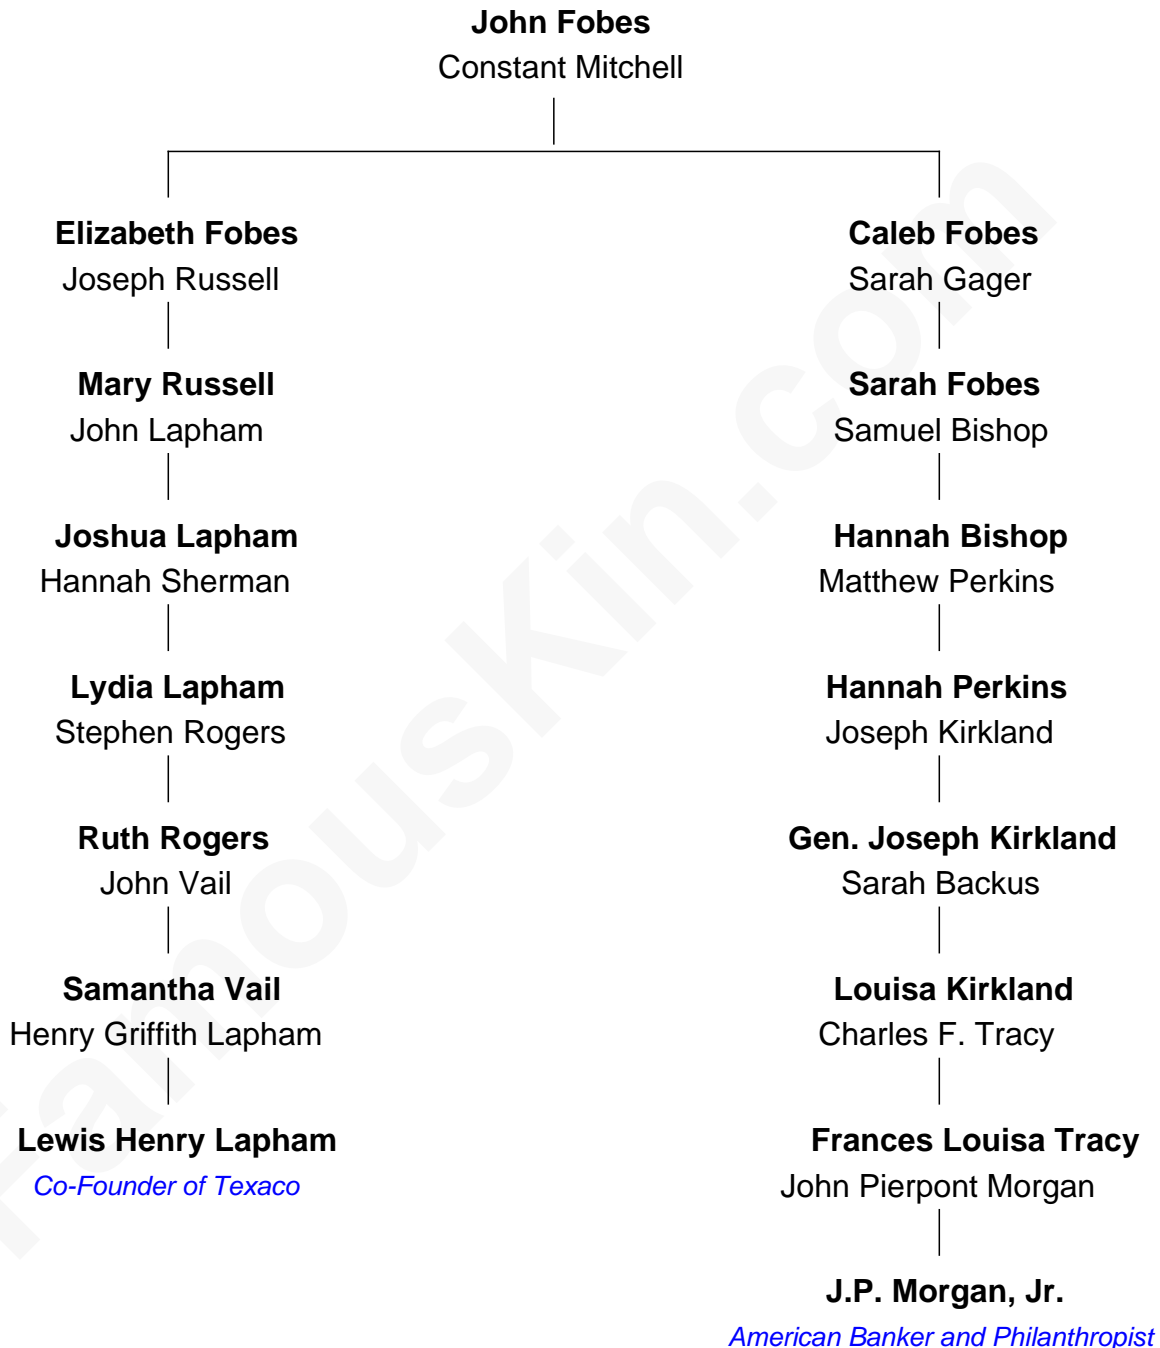 John Fobes
Constant Mitchell
Elizabeth Fobes
Joseph Russell
Mary Russell
John Lapham
Joshua Lapham
Hannah Sherman
Lydia Lapham
Stephen Rogers
Ruth Rogers
John Vail
Samantha Vail
Henry Griffith Lapham
Lewis Henry Lapham
Co-Founder of Texaco
Caleb Fobes
Sarah Gager
Sarah Fobes
Samuel Bishop
Hannah Bishop
Matthew Perkins
Hannah Perkins
Joseph Kirkland
Gen. Joseph Kirkland
Sarah Backus
Louisa Kirkland
Charles F. Tracy
Frances Louisa Tracy
John Pierpont Morgan
J.P. Morgan, Jr.
American Banker and Philanthropist
FamousKin.com